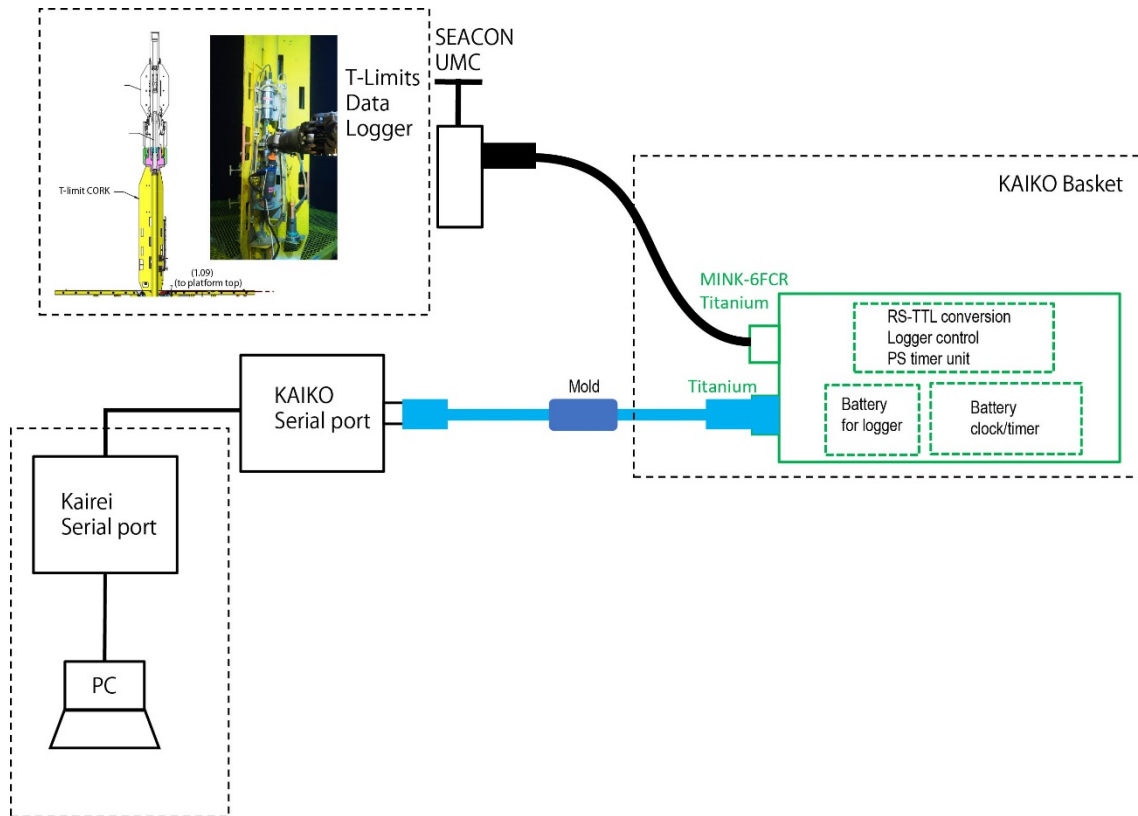 SEACON
UMC
T-Limits
Data
Logger
T-limit CORK
(1.09)
(to platform top)
KAIKO Basket
MINK-6FCR
Titanium
RS-TTL conversion
Logger control
PS timer unit
Titanium
Battery
for logger
Battery
clock/timer
Mold
KAIKO
Serial port
Kairei
Serial port
PC